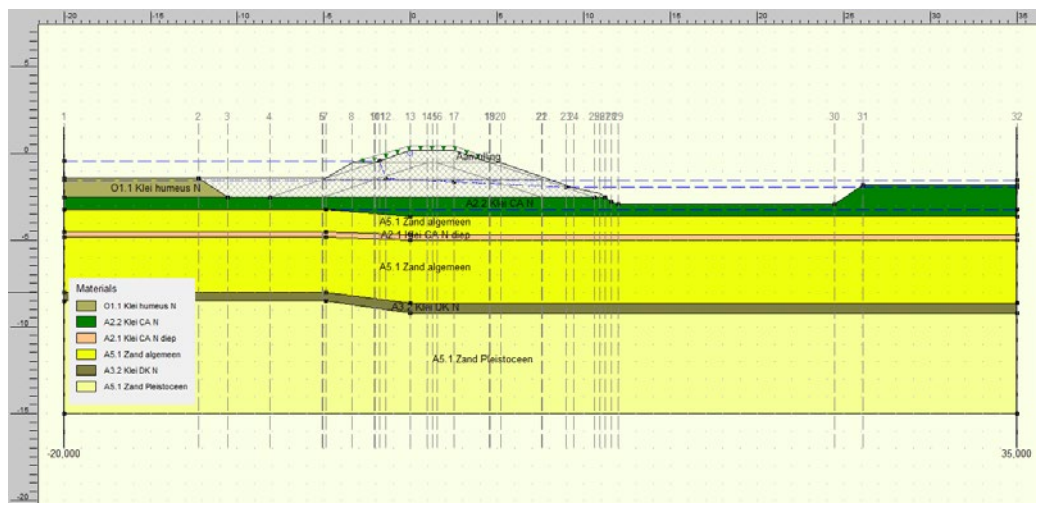 -20 -15 -10 -5 0 5 10 15 20 25 30 35
5
1 2 3 4 8 13 17 20 30 31 32
0
Aanvulling
O1.1 Klei humeus N
A2.2 Klei CA N
A5.1 Zand algemeen
-5
A2.1 Klei CA N diep
A5.1 Zand algemeen
Materials
O1.1 Klei humeus N
A2.2 Klei CA N
A2.1 Klei CA N diep
A5.1 Zand algemeen
A3.2 Klei DK N
A5.1 Zand Pleistoceen
Klei DK N
-10
A5.1 Zand Pleistoceen
-15
-20,000 35,000
-20